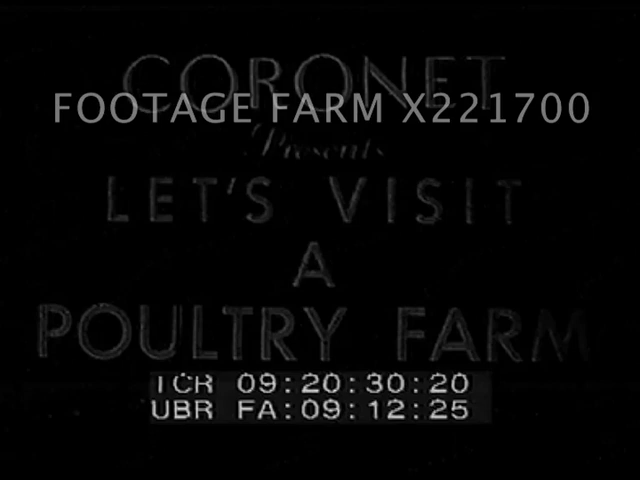 CORONET
FOOTAGE FARM X221700
Presents
LET'S VISIT
A
POULTRY FARM
TCR 09:20:30:20
UBR FA:09:12:25